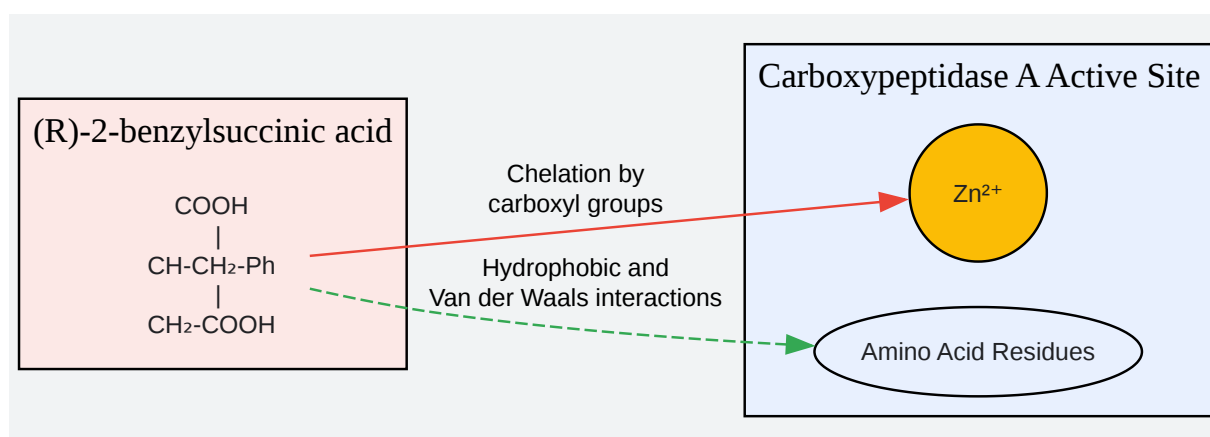 (R)-2-benzylsuccinic acid
COOH
|
CH-CH₂-Ph
|
CH₂-COOH
Chelation by
carboxyl groups
Hydrophobic and
Van der Waals interactions
Carboxypeptidase A Active Site
Zn²⁺
Amino Acid Residues